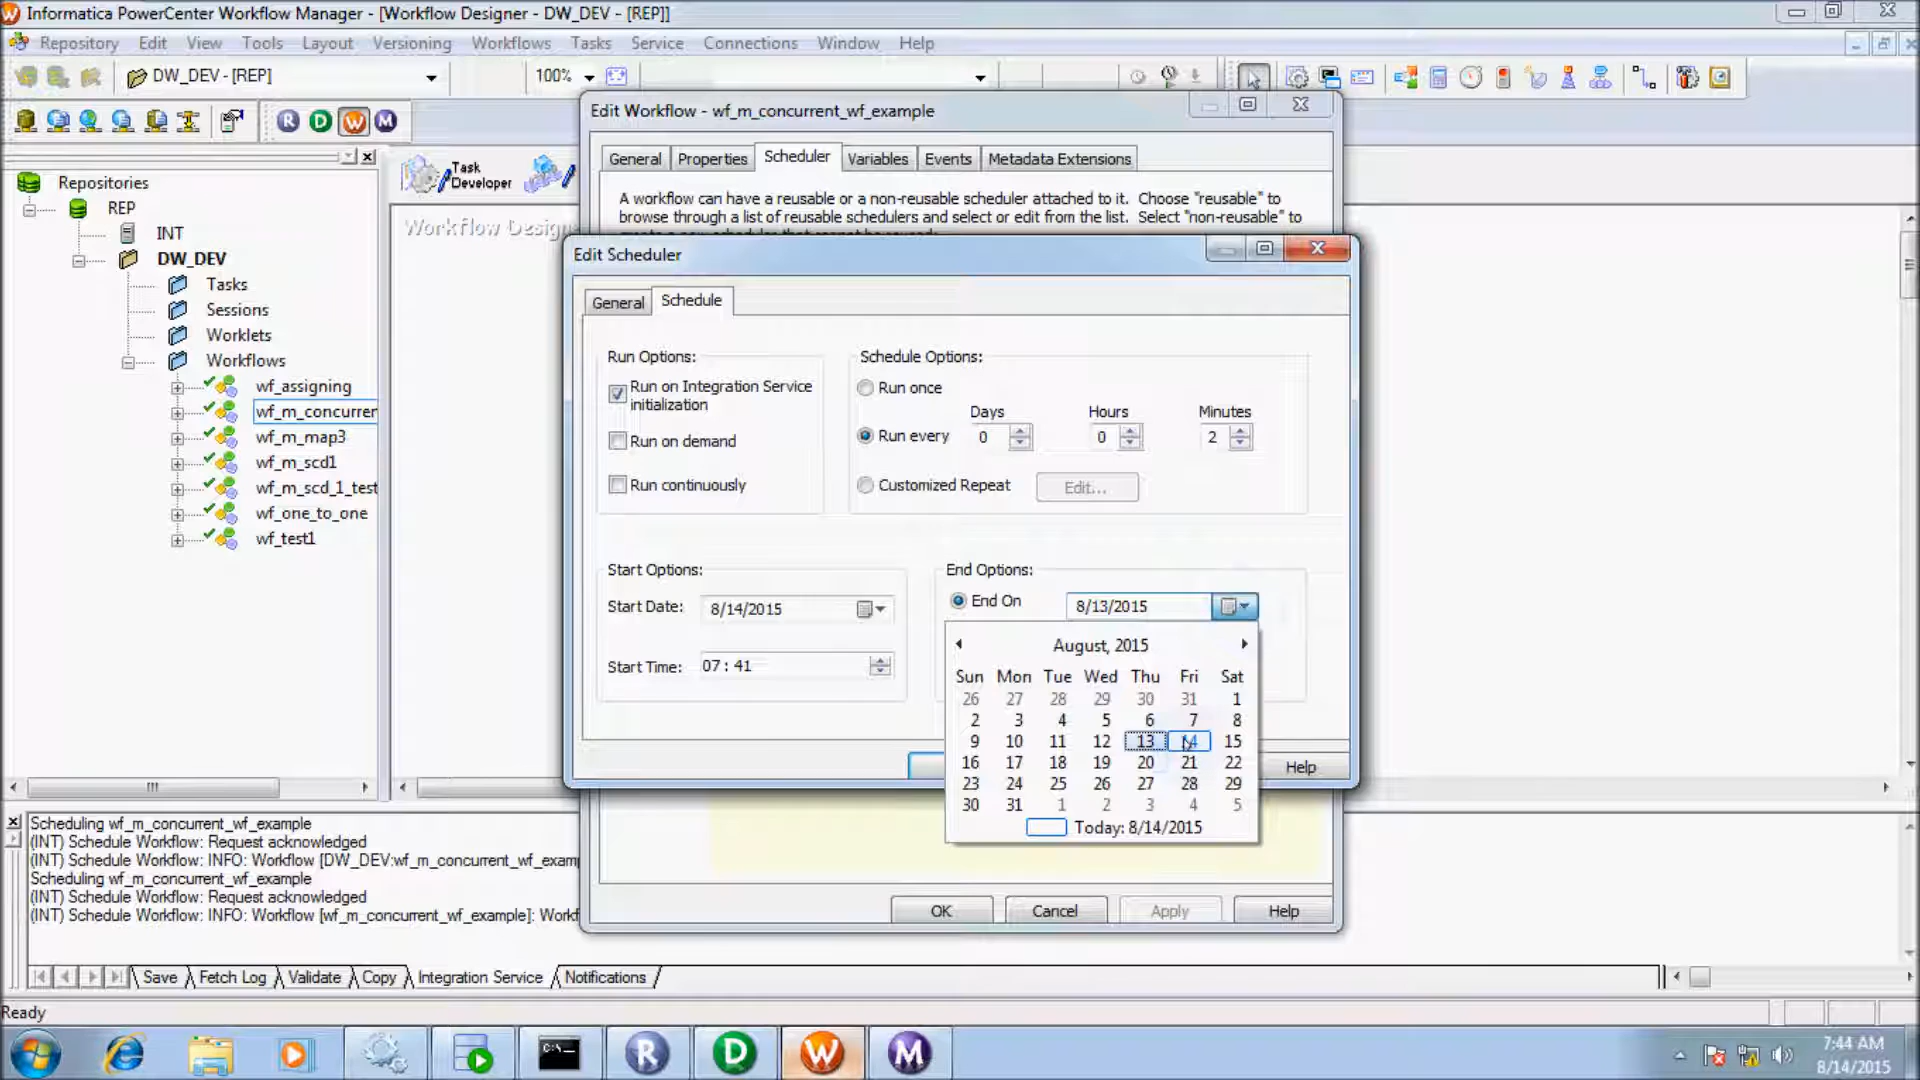 Informatica PowerCenter Workflow Manager - [Workflow Designer - DW_DEV - [REP]]
Repository Edit View Tools Layout Versioning Workflows Tasks Service Connections Window Help
DW_DEV - [REP]
100%
R D W M
Edit Workflow - wf_m_concurrent_wf_example
General Properties Scheduler Variables Events Metadata Extensions
A workflow can have a reusable or a non-reusable scheduler attached to it. Choose "reusable" to
browse through a list of reusable schedulers and select or edit from the list. Select "non-reusable" to
Task
Developer
Workflow Desig
Repositories
REP
INT
DW_DEV
Tasks
Sessions
Worklets
Workflows
wf_assigning
wf_m_concurren
wf_m_map3
wf_m_scd1
wf_m_scd_1_test
wf_one_to_one
wf_test1
Edit Scheduler
General Schedule
Run Options:
Run on Integration Service
initialization
Run on demand
Run continuously
Schedule Options:
Run once
Days Hours Minutes
Run every 0 0 2
Customized Repeat Edit...
Start Options:
Start Date: 8/14/2015
Start Time: 07 : 41
End Options:
End On 8/13/2015
August, 2015
Sun Mon Tue Wed Thu Fri Sat
26 27 28 29 30 31 1
2 3 4 5 6 7 8
9 10 11 12 13 14 15
16 17 18 19 20 21 22
23 24 25 26 27 28 29
30 31 1 2 3 4 5
Today: 8/14/2015
Help
OK Cancel Apply Help
Scheduling wf_m_concurrent_wf_example
(INT) Schedule Workflow: Request acknowledged
(INT) Schedule Workflow: INFO: Workflow [DW_DEV:wf_m_concurrent_wf_exam
Scheduling wf_m_concurrent_wf_example
(INT) Schedule Workflow: Request acknowledged
(INT) Schedule Workflow: INFO: Workflow [wf_m_concurrent_wf_example]: Workf
Save Fetch Log Validate Copy Integration Service Notifications
Ready
C:\.
R D W M
7:44 AM
8/14/2015